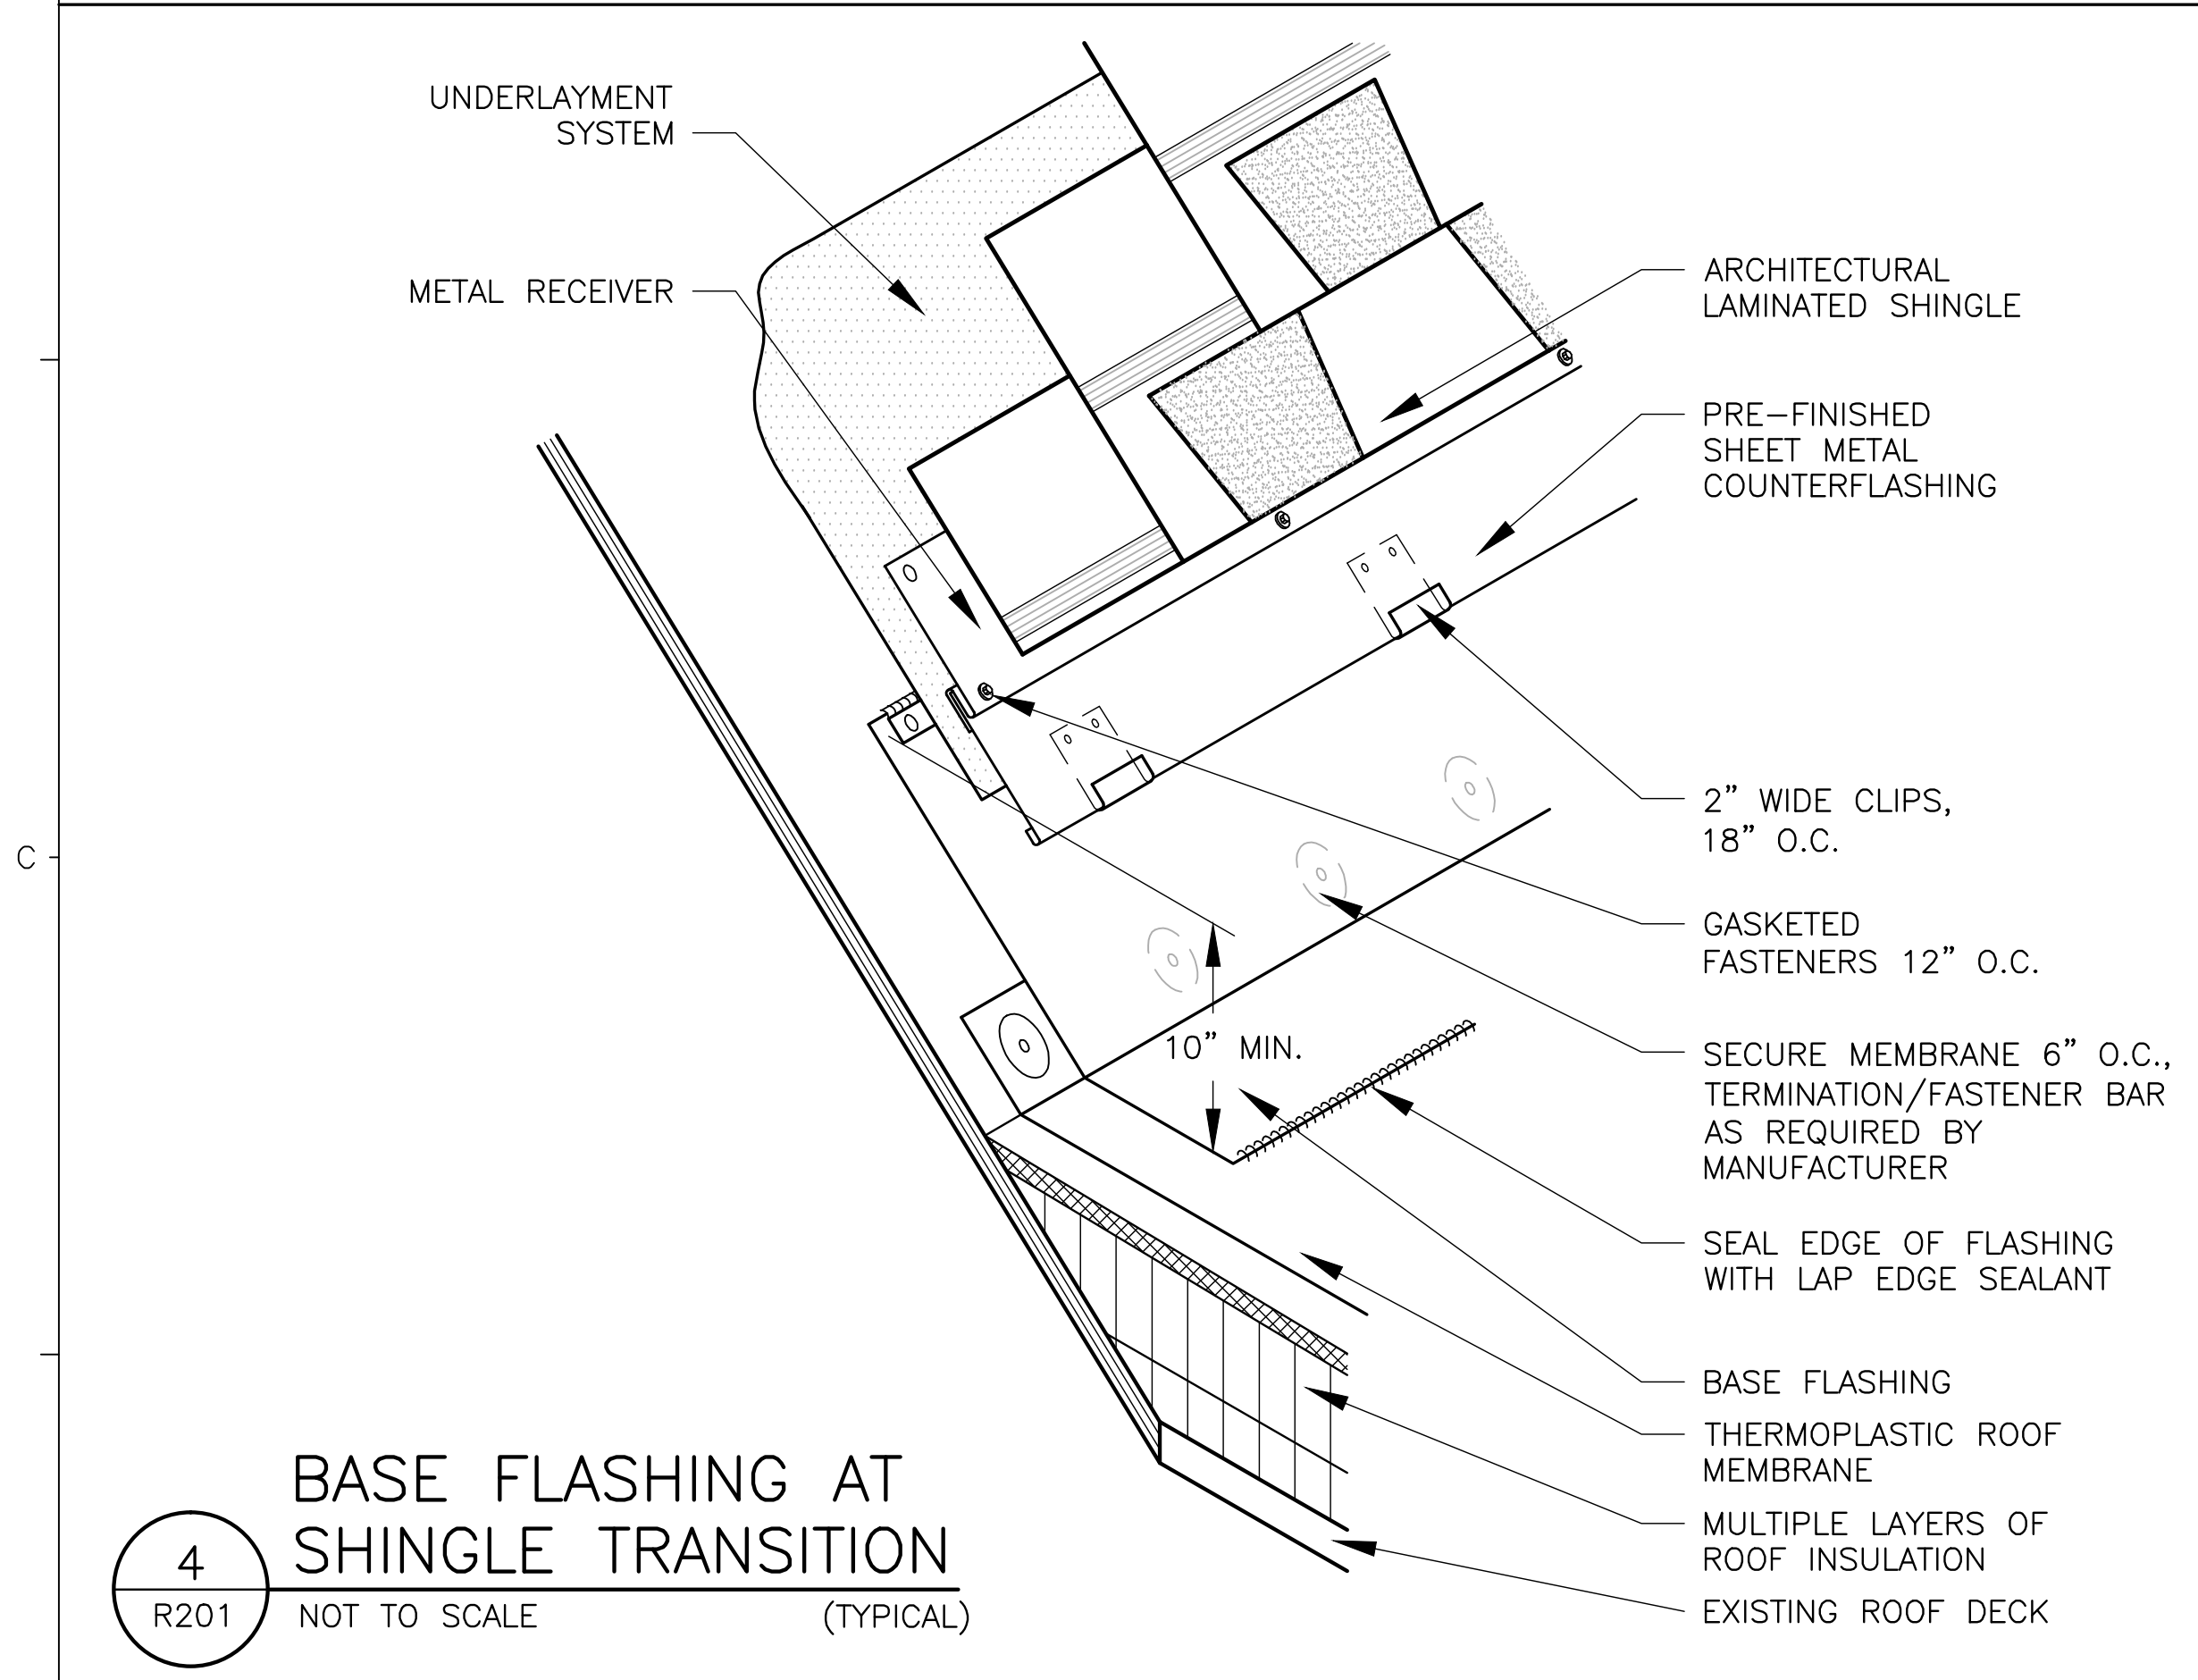 UNDERLAYMENT
SYSTEM
METAL RECEIVER
ARCHITECTURAL
LAMINATED SHINGLE
PRE-FINISHED
SHEET METAL
COUNTERFLASHING
2” WIDE CLIPS,
18” O.C.
GASKETED
FASTENERS 12” O.C.
10” MIN.
SECURE MEMBRANE 6” O.C.,
TERMINATION/FASTENER BAR
AS REQUIRED BY
MANUFACTURER
SEAL EDGE OF FLASHING
WITH LAP EDGE SEALANT
BASE FLASHING
THERMOPLASTIC ROOF
MEMBRANE
MULTIPLE LAYERS OF
ROOF INSULATION
EXISTING ROOF DECK
C
BASE FLASHING AT
SHINGLE TRANSITION
4
R201
NOT TO SCALE
(TYPICAL)